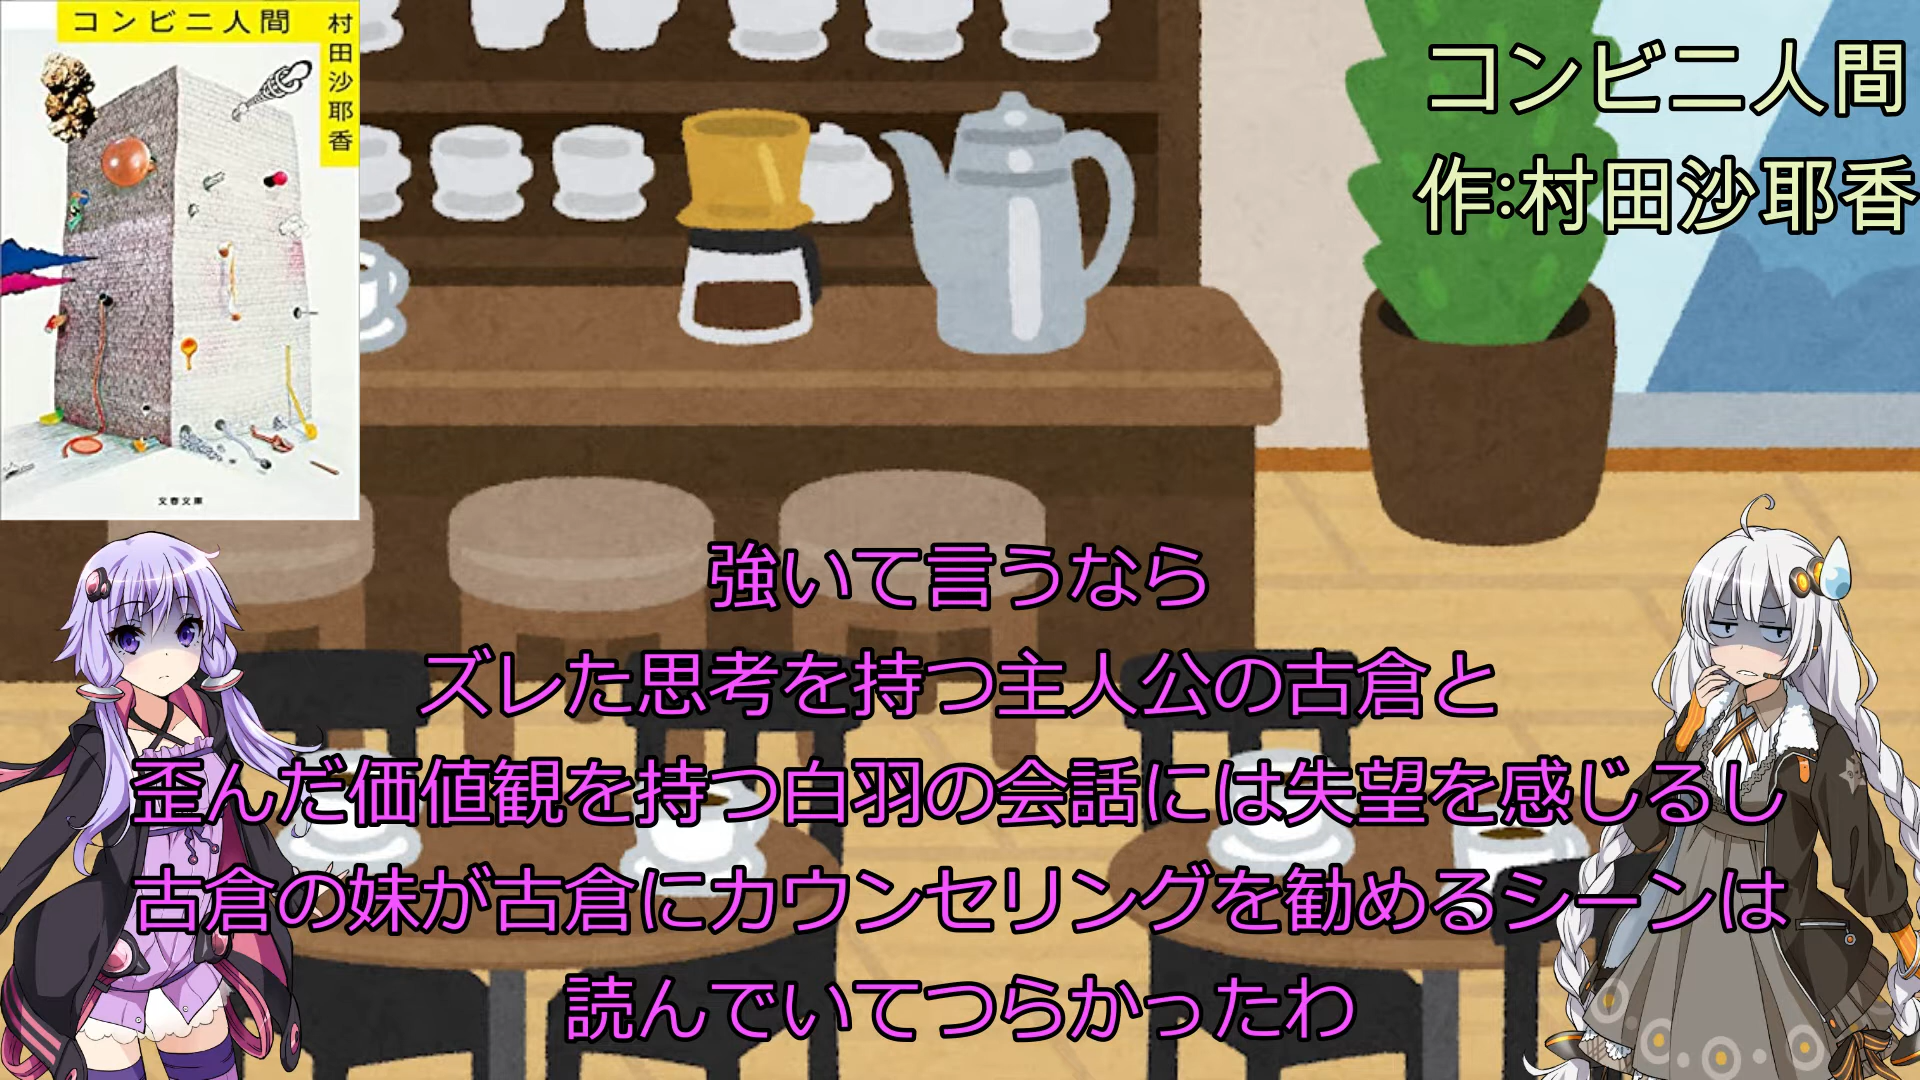 コンビニ人間
村田沙耶香
文春文庫
コンビニ人間
作:村田沙耶香
強いて言うなら
ズレた思考を持つ主人公の古倉と
歪んだ価値観を持つ白羽の会話には失望を感じるし
古倉の妹が古倉にカウンセリングを勧めるシーンは
読んでいてつらかったわ